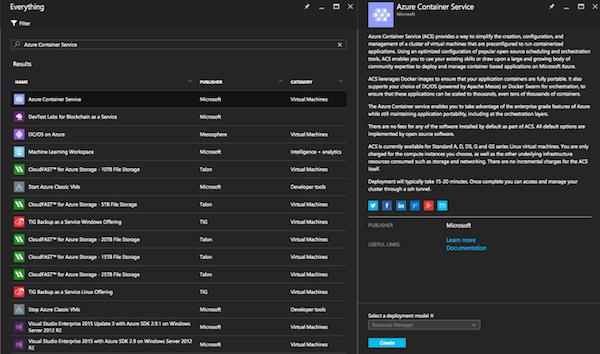 Everything
Filter
Azure Container Service
Results
NAME PUBLISHER CATEGORY
Azure Container Service Microsoft Virtual Machines
DevTest Labs for Blockchain as a Service Microsoft
DC/OS on Azure Mesosphere Virtual Machines
Machine Learning Workspace Microsoft Intelligence + analytics
CloudFAST™ for Azure Storage - 10TB File Storage Talon Virtual Machines
Start Azure Classic VMs Microsoft Developer tools
CloudFAST™ for Azure Storage - 5TB File Storage Talon Virtual Machines
TIG Backup as a Service Windows Offering TIG Virtual Machines
CloudFAST™ for Azure Storage - 20TB File Storage Talon Virtual Machines
CloudFAST™ for Azure Storage - 15TB File Storage Talon Virtual Machines
CloudFAST™ for Azure Storage - 25TB File Storage Talon Virtual Machines
TIG Backup as a Service Linux Offering TIG Virtual Machines
Stop Azure Classic VMs Microsoft Developer tools
Visual Studio Enterprise 2015 Update 3 with Azure SDK 2.9.1 on Windows Microsoft Virtual Machines
Server 2012 R2
Visual Studio Enterprise 2015 with Azure SDK 2.9 on Windows Server 2012 Microsoft Virtual Machines
R2
Azure Container Service
Microsoft
Azure Container Service (ACS) provides a way to simplify the creation, configuration, and
management of a cluster of virtual machines that are preconfigured to run containerized
applications. Using an optimized configuration of popular open-source scheduling and orchestration
tools, ACS enables you to use your existing skills or draw upon a large and growing body of
community expertise to deploy and manage container-based applications on Microsoft Azure.
ACS leverages Docker images to ensure that your application containers are fully portable. It also
supports your choice of DC/OS (powered by Apache Mesos) or Docker Swarm for orchestration, to
ensure that these applications can be scaled to thousands, even tens of thousands of containers.
The Azure Container service enables you to take advantage of the enterprise grade features of Azure
while still maintaining application portability, including at the orchestration layers.
There are no fees for any of the software installed by default as part of ACS. All default options are
implemented by open source software.
ACS is currently available for Standard A, D, DS, G and GS series Linux virtual machines. You are only
charged for the compute instances you choose, as well as the other underlying infrastructure
resources consumed such as storage and networking. There are no incremental charges for the ACS
itself.
Deployment will typically take 15-20 minutes. Once complete you can access and manage your
cluster through a ssh tunnel.
PUBLISHER Microsoft
USEFUL LINKS Learn more
Documentation
Select a deployment model
Resource Manager
Create